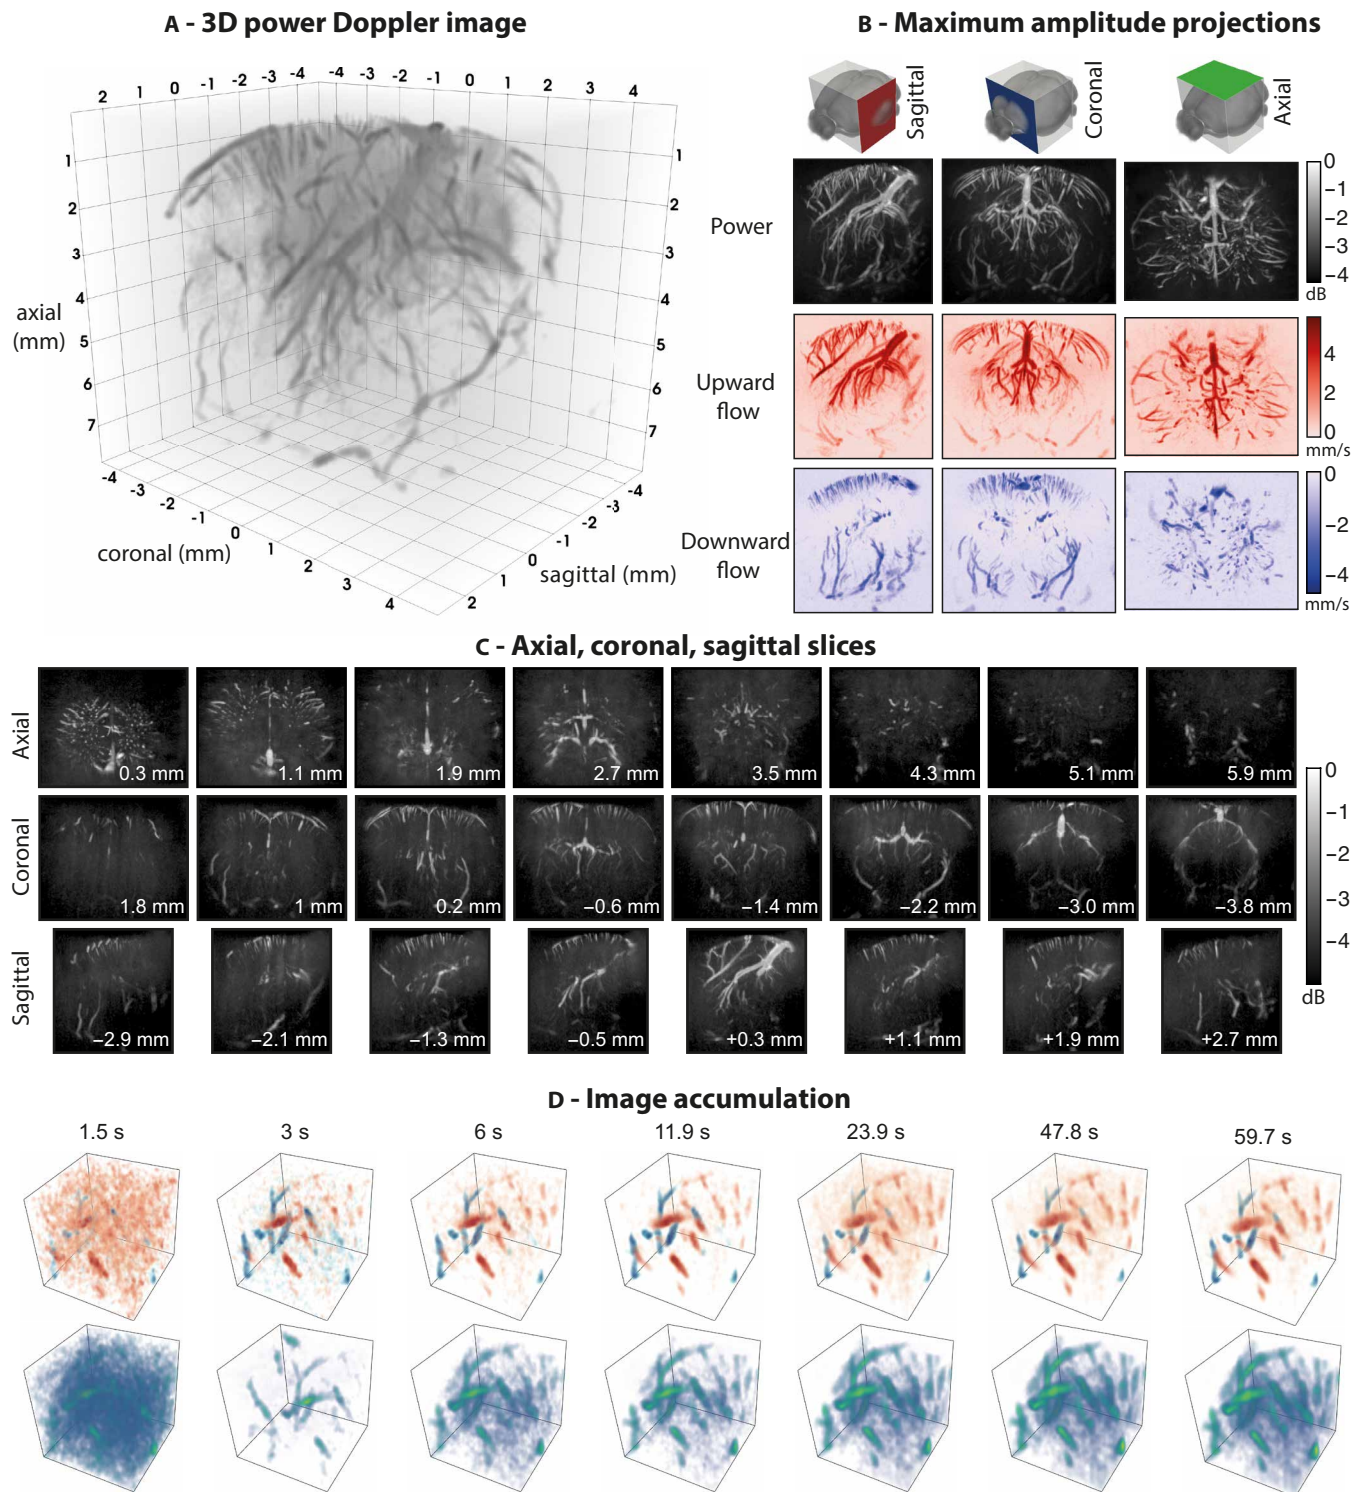 A - 3D power Doppler image
B - Maximum amplitude projections
2 1 0 -1 -2 -3 -4 -4 -3 -2 -1 0 1 2 3 4
1
2
3
4
5
6
7
1
2
3
4
5
6
7
axial
(mm)
-4 -3 -2 -1 0 1 2 3 4
coronal (mm)
-4 -3 -2 -1 0 1 2
sagittal (mm)
Sagittal
Coronal
Axial
Power
0
−1
−2
−3
−4
dB
Upward
flow
4
2
0
mm/s
Downward
flow
0
−2
−4
mm/s
C - Axial, coronal, sagittal slices
Axial
0.3 mm 1.1 mm 1.9 mm 2.7 mm 3.5 mm 4.3 mm 5.1 mm 5.9 mm
Coronal
1.8 mm 1 mm 0.2 mm −0.6 mm −1.4 mm −2.2 mm −3.0 mm −3.8 mm
Sagittal
−2.9 mm −2.1 mm −1.3 mm −0.5 mm +0.3 mm +1.1 mm +1.9 mm +2.7 mm
0
−1
−2
−3
−4
dB
D - Image accumulation
1.5 s 3 s 6 s 11.9 s 23.9 s 47.8 s 59.7 s